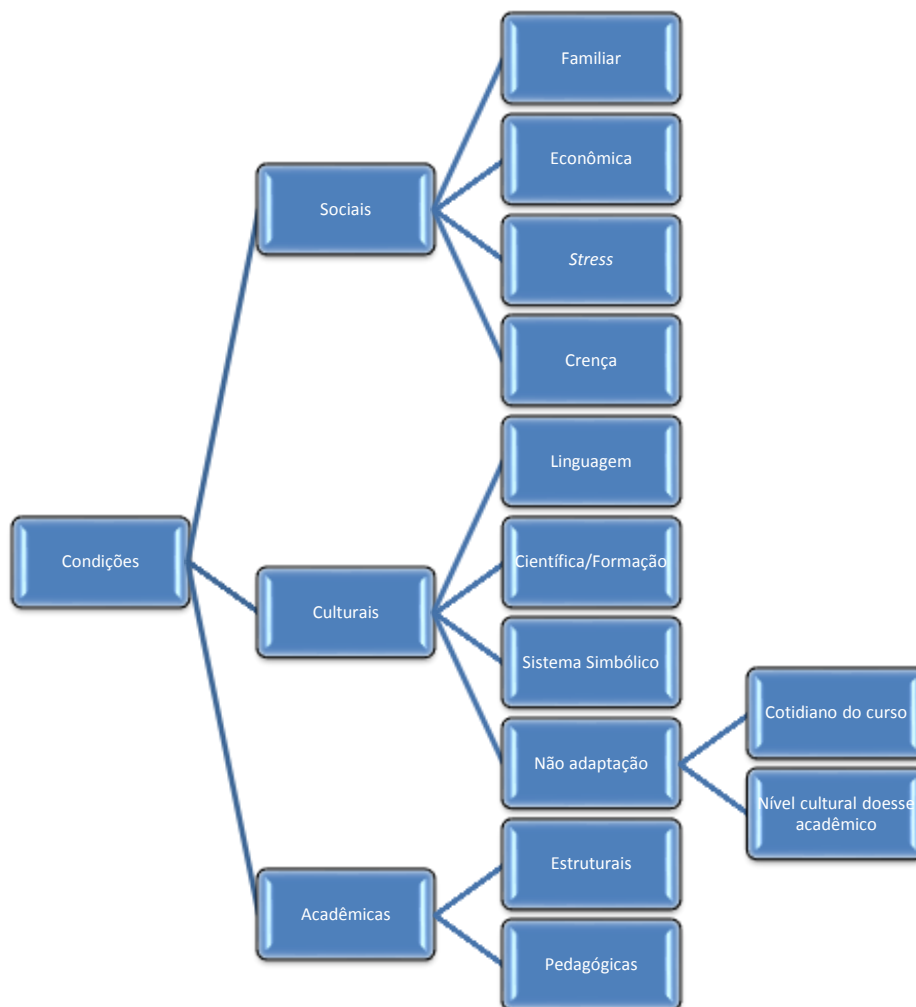 Familiar
Econômica
Stress
Crença
Sociais
Linguagem
Científica/Formação
Sistema Simbólico
Não adaptação
Culturais
Condições
Cotidiano do curso
Nível cultural doesse
acadêmico
Estruturais
Pedagógicas
Acadêmicas